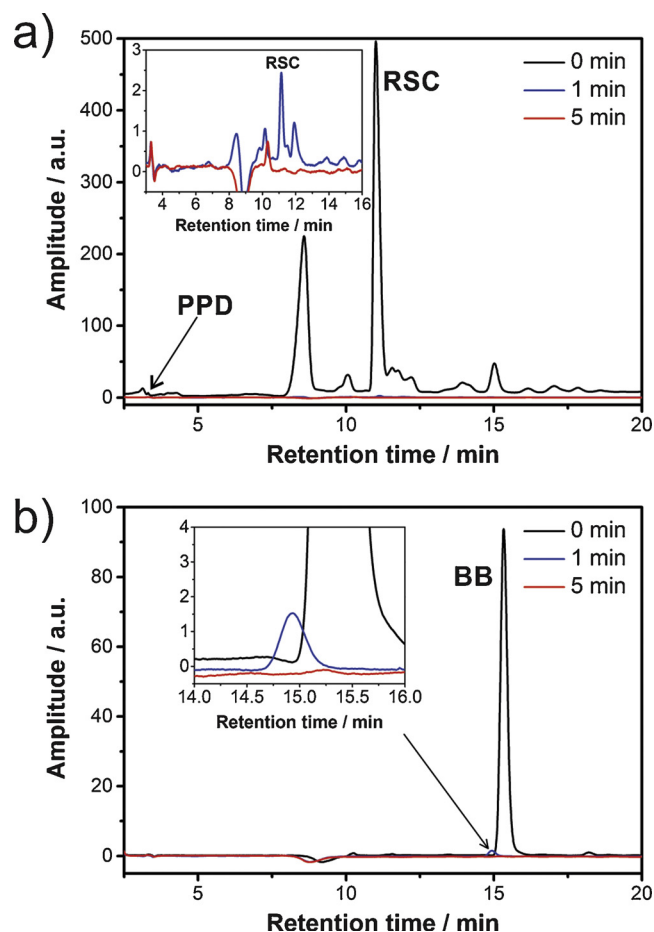 a)
500
400
300
200
100
0
Amplitude / a.u.
3
2
1
0
RSC
4 6 8 10 12 14 16
Retention time / min
RSC
0 min
1 min
5 min
PPD
5 10 15 20
Retention time / min
b)
100
80
60
40
20
0
Amplitude / a.u.
4
3
2
1
0
14.0 14.5 15.0 15.5 16.0
Retention time / min
BB
0 min
1 min
5 min
5 10 15 20
Retention time / min